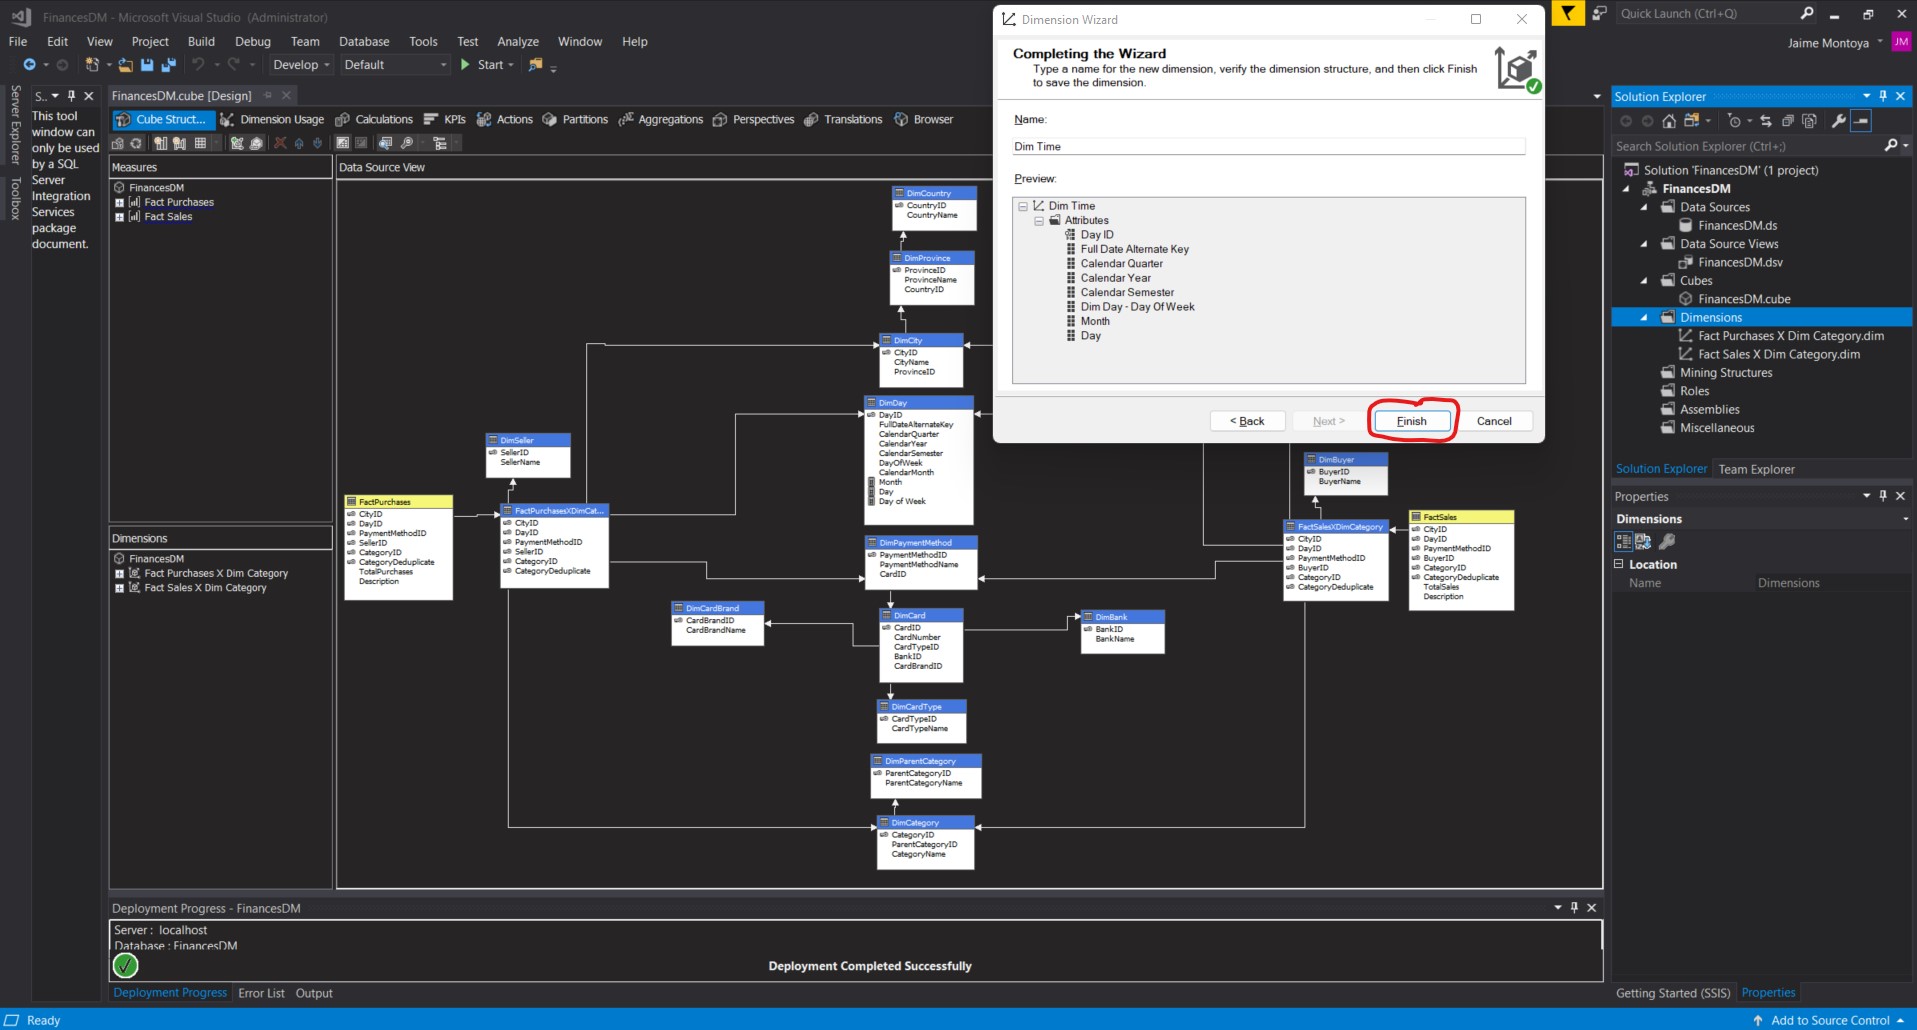 FinancesDM - Microsoft Visual Studio (Administrator)
Quick Launch (Ctrl+Q)
File Edit View Project Build Debug Team Database Tools Test Analyze Window Help
Jaime Montoya
JM
Develop Default Start
Server Explorer
Toolbox
S..
This tool
window can
only be used
by a SQL
Server
Integration
Services
package
document.
FinancesDM.cube [Design]
Cube Struct... Dimension Usage Calculations KPIs Actions Partitions Aggregations Perspectives Translations Browser
Measures
FinancesDM
Fact Purchases
Fact Sales
Dimensions
FinancesDM
Fact Purchases X Dim Category
Fact Sales X Dim Category
Data Source View
DimCountry
CountryID
CountryName
DimProvince
ProvinceID
ProvinceName
CountryID
DimCity
CityID
CityName
ProvinceID
DimDay
DayID
FullDateAlternateKey
CalendarQuarter
CalendarYear
CalendarSemester
DayOfWeek
CalendarMonth
Month
Day
Day of Week
DimSeller
SellerID
SellerName
FactPurchases
CityID
DayID
PaymentMethodID
SellerID
CategoryID
CategoryDeduplicate
TotalPurchases
Description
FactPurchasesXDimCat...
CityID
DayID
PaymentMethodID
SellerID
CategoryID
CategoryDeduplicate
DimPaymentMethod
PaymentMethodID
PaymentMethodName
CardID
DimBuyer
BuyerID
BuyerName
FactSalesXDimCategory
CityID
DayID
PaymentMethodID
BuyerID
CategoryID
CategoryDeduplicate
FactSales
CityID
DayID
PaymentMethodID
BuyerID
CategoryID
CategoryDeduplicate
TotalSales
Description
DimCardBrand
CardBrandID
CardBrandName
DimCard
CardID
CardNumber
CardTypeID
BankID
CardBrandID
DimBank
BankID
BankName
DimCardType
CardTypeID
CardTypeName
DimParentCategory
ParentCategoryID
ParentCategoryName
DimCategory
CategoryID
ParentCategoryID
CategoryName
Dimension Wizard
Completing the Wizard
Type a name for the new dimension, verify the dimension structure, and then click Finish
to save the dimension.
Name:
Dim Time
Preview:
Dim Time
Attributes
Day ID
Full Date Alternate Key
Calendar Quarter
Calendar Year
Calendar Semester
Dim Day - Day Of Week
Month
Day
< Back Next > Finish Cancel
Solution Explorer
Search Solution Explorer (Ctrl+;)
Solution 'FinancesDM' (1 project)
FinancesDM
Data Sources
FinancesDM.ds
Data Source Views
FinancesDM.dsv
Cubes
FinancesDM.cube
Dimensions
Fact Purchases X Dim Category.dim
Fact Sales X Dim Category.dim
Mining Structures
Roles
Assemblies
Miscellaneous
Solution Explorer Team Explorer
Properties
Dimensions
Location
Name Dimensions
Deployment Progress - FinancesDM
Server : localhost
Database : FinancesDM
Deployment Completed Successfully
Deployment Progress Error List Output
Getting Started (SSIS) Properties
Ready
Add to Source Control